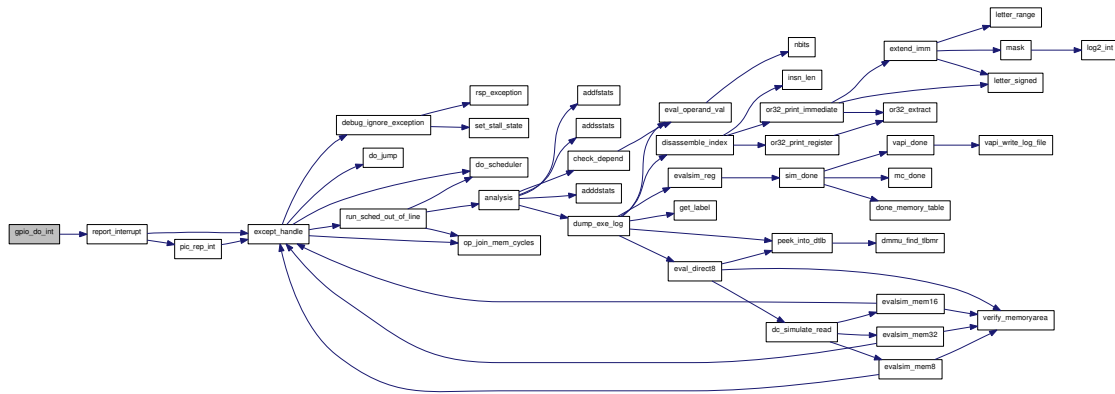 gpio_do_int
report_interrupt
pic_rep_int
except_handle
debug_ignore_exception
do_jump
run_sched_out_of_line
rsp_exception
set_stall_state
do_scheduler
analysis
op_join_mem_cycles
addfstats
addsstats
check_depend
adddstats
dump_exe_log
eval_operand_val
disassemble_index
evalsim_reg
get_label
eval_direct8
nbits
insn_len
or32_print_immediate
or32_print_register
sim_done
peek_into_dtlb
dc_simulate_read
extend_imm
or32_extract
vapi_done
mc_done
done_memory_table
dmmu_find_tlbmr
evalsim_mem16
evalsim_mem32
evalsim_mem8
letter_range
mask
letter_signed
vapi_write_log_file
verify_memoryarea
log2_int